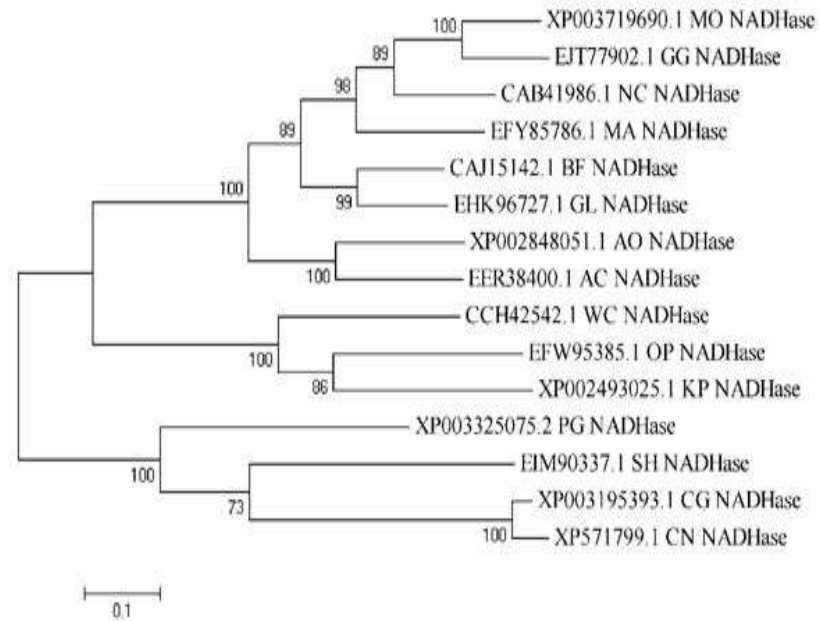 100
XP003719690.1 MO NADHase
89
EJT77902.1 GG NADHase
98
CAB41986.1 NC NADHase
89
EFY85786.1 MA NADHase
100
CAJ15142.1 BF NADHase
99
EHK96727.1 GL NADHase
XP002848051.1 AO NADHase
100
EER38400.1 AC NADHase
CCH42542.1 WC NADHase
100
EFW95385.1 OP NADHase
86
XP002493025.1 KP NADHase
XP003325075.2 PG NADHase
100
EIM90337.1 SH NADHase
73
XP003195393.1 CG NADHase
100
XP571799.1 CN NADHase
0.1